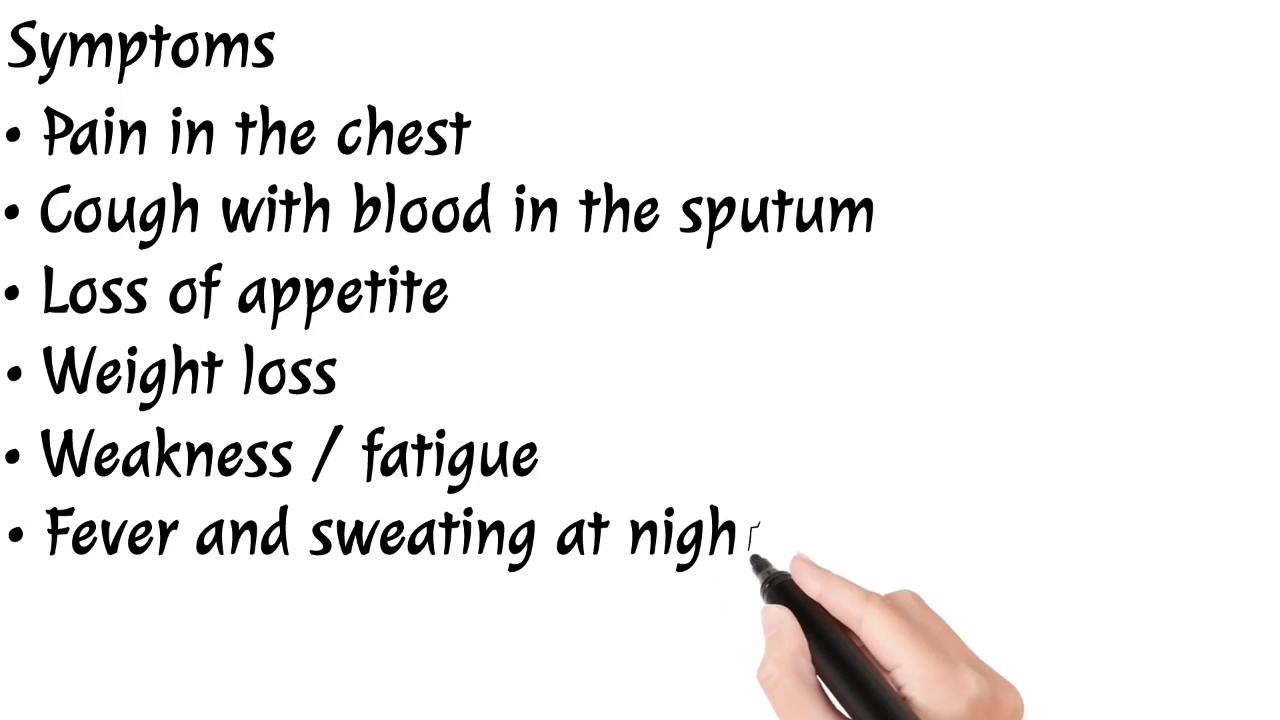 Symptoms
• Pain in the chest
• Cough with blood in the sputum
• Loss of appetite
• Weight loss
• Weakness / fatigue
• Fever and sweating at nigh